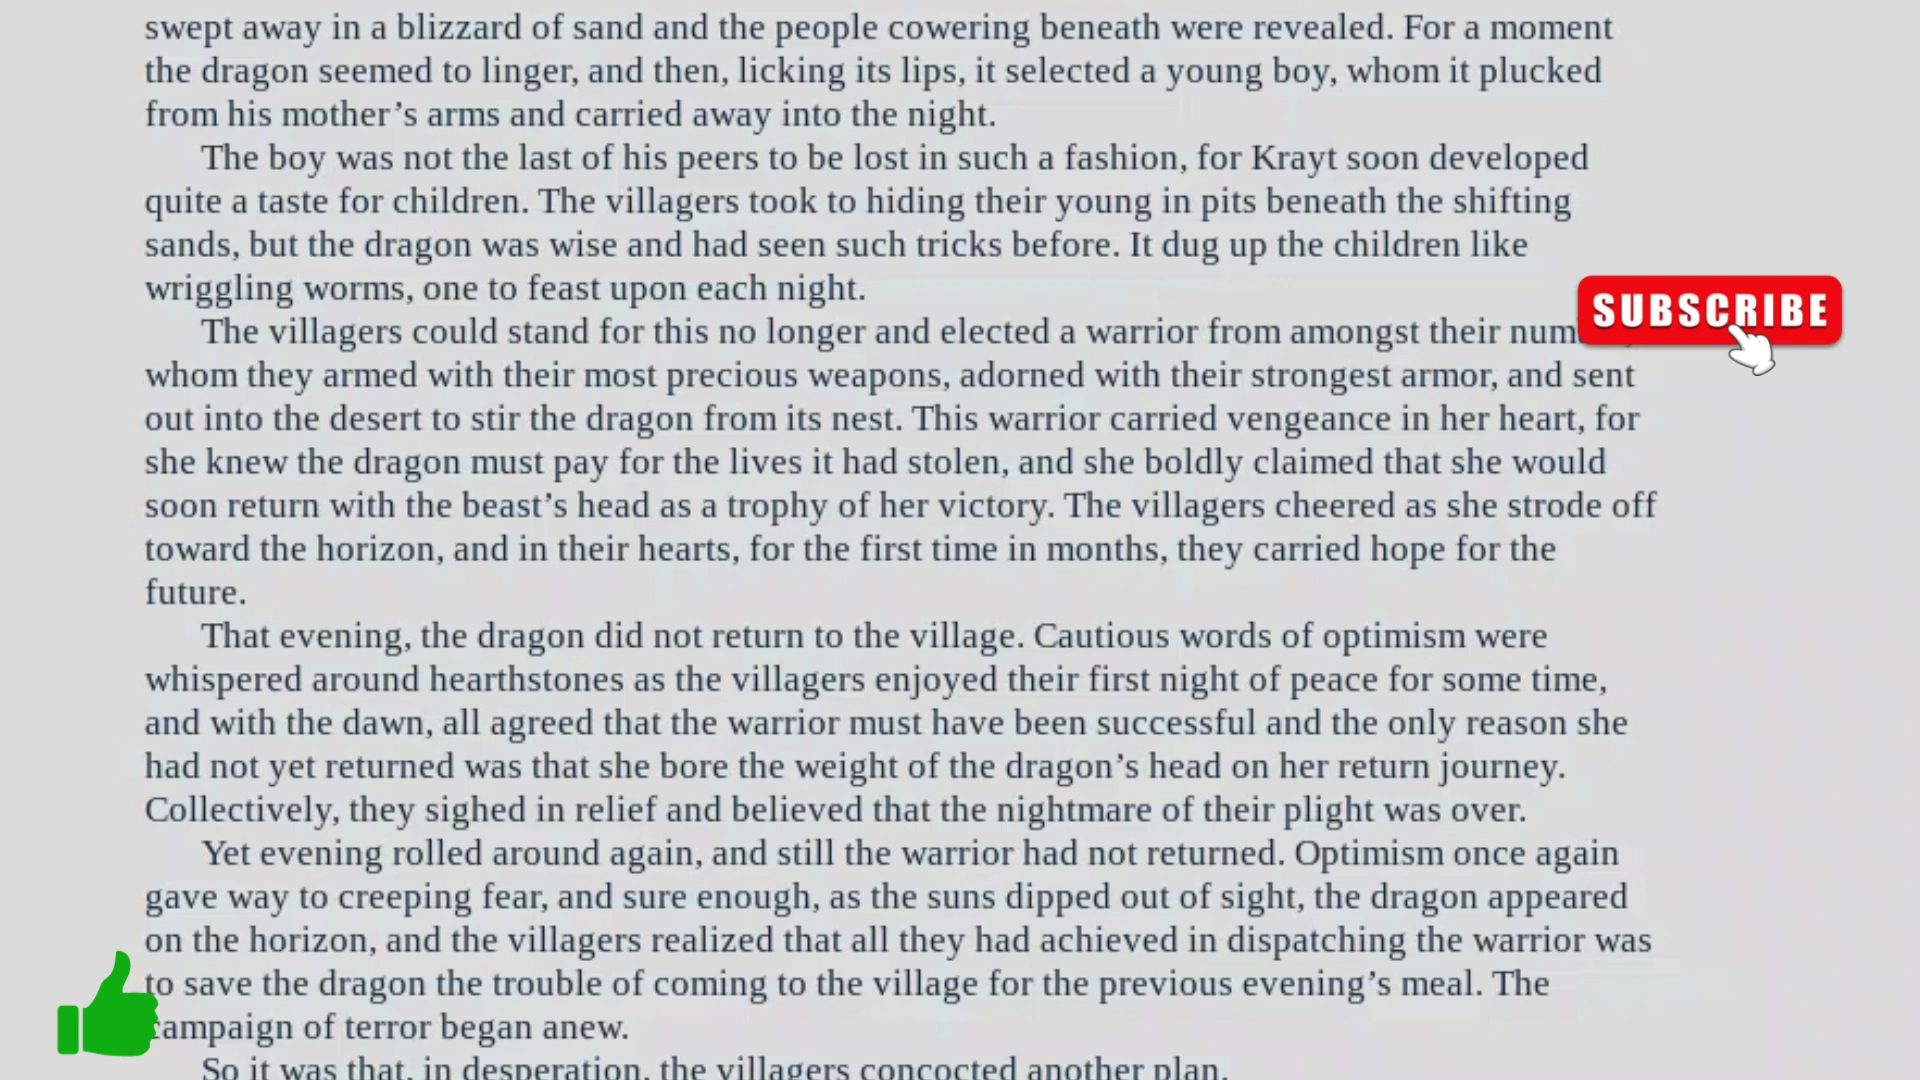 swept away in a blizzard of sand and the people cowering beneath were revealed. For a moment
the dragon seemed to linger, and then, licking its lips, it selected a young boy, whom it plucked
from his mother’s arms and carried away into the night.
The boy was not the last of his peers to be lost in such a fashion, for Krayt soon developed
quite a taste for children. The villagers took to hiding their young in pits beneath the shifting
sands, but the dragon was wise and had seen such tricks before. It dug up the children like
wriggling worms, one to feast upon each night.
The villagers could stand for this no longer and elected a warrior from amongst their
SUBSCRIBE
whom they armed with their most precious weapons, adorned with their strongest armor, and sent
out into the desert to stir the dragon from its nest. This warrior carried vengeance in her heart, for
she knew the dragon must pay for the lives it had stolen, and she boldly claimed that she would
soon return with the beast’s head as a trophy of her victory. The villagers cheered as she strode off
toward the horizon, and in their hearts, for the first time in months, they carried hope for the
future.
That evening, the dragon did not return to the village. Cautious words of optimism were
whispered around hearthstones as the villagers enjoyed their first night of peace for some time,
and with the dawn, all agreed that the warrior must have been successful and the only reason she
had not yet returned was that she bore the weight of the dragon’s head on her return journey.
Collectively, they sighed in relief and believed that the nightmare of their plight was over.
Yet evening rolled around again, and still the warrior had not returned. Optimism once again
gave way to creeping fear, and sure enough, as the suns dipped out of sight, the dragon appeared
on the horizon, and the villagers realized that all they had achieved in dispatching the warrior was
to save the dragon the trouble of coming to the village for the previous evening’s meal. The
campaign of terror began anew.
So it was that, in desperation, the villagers concocted another plan.